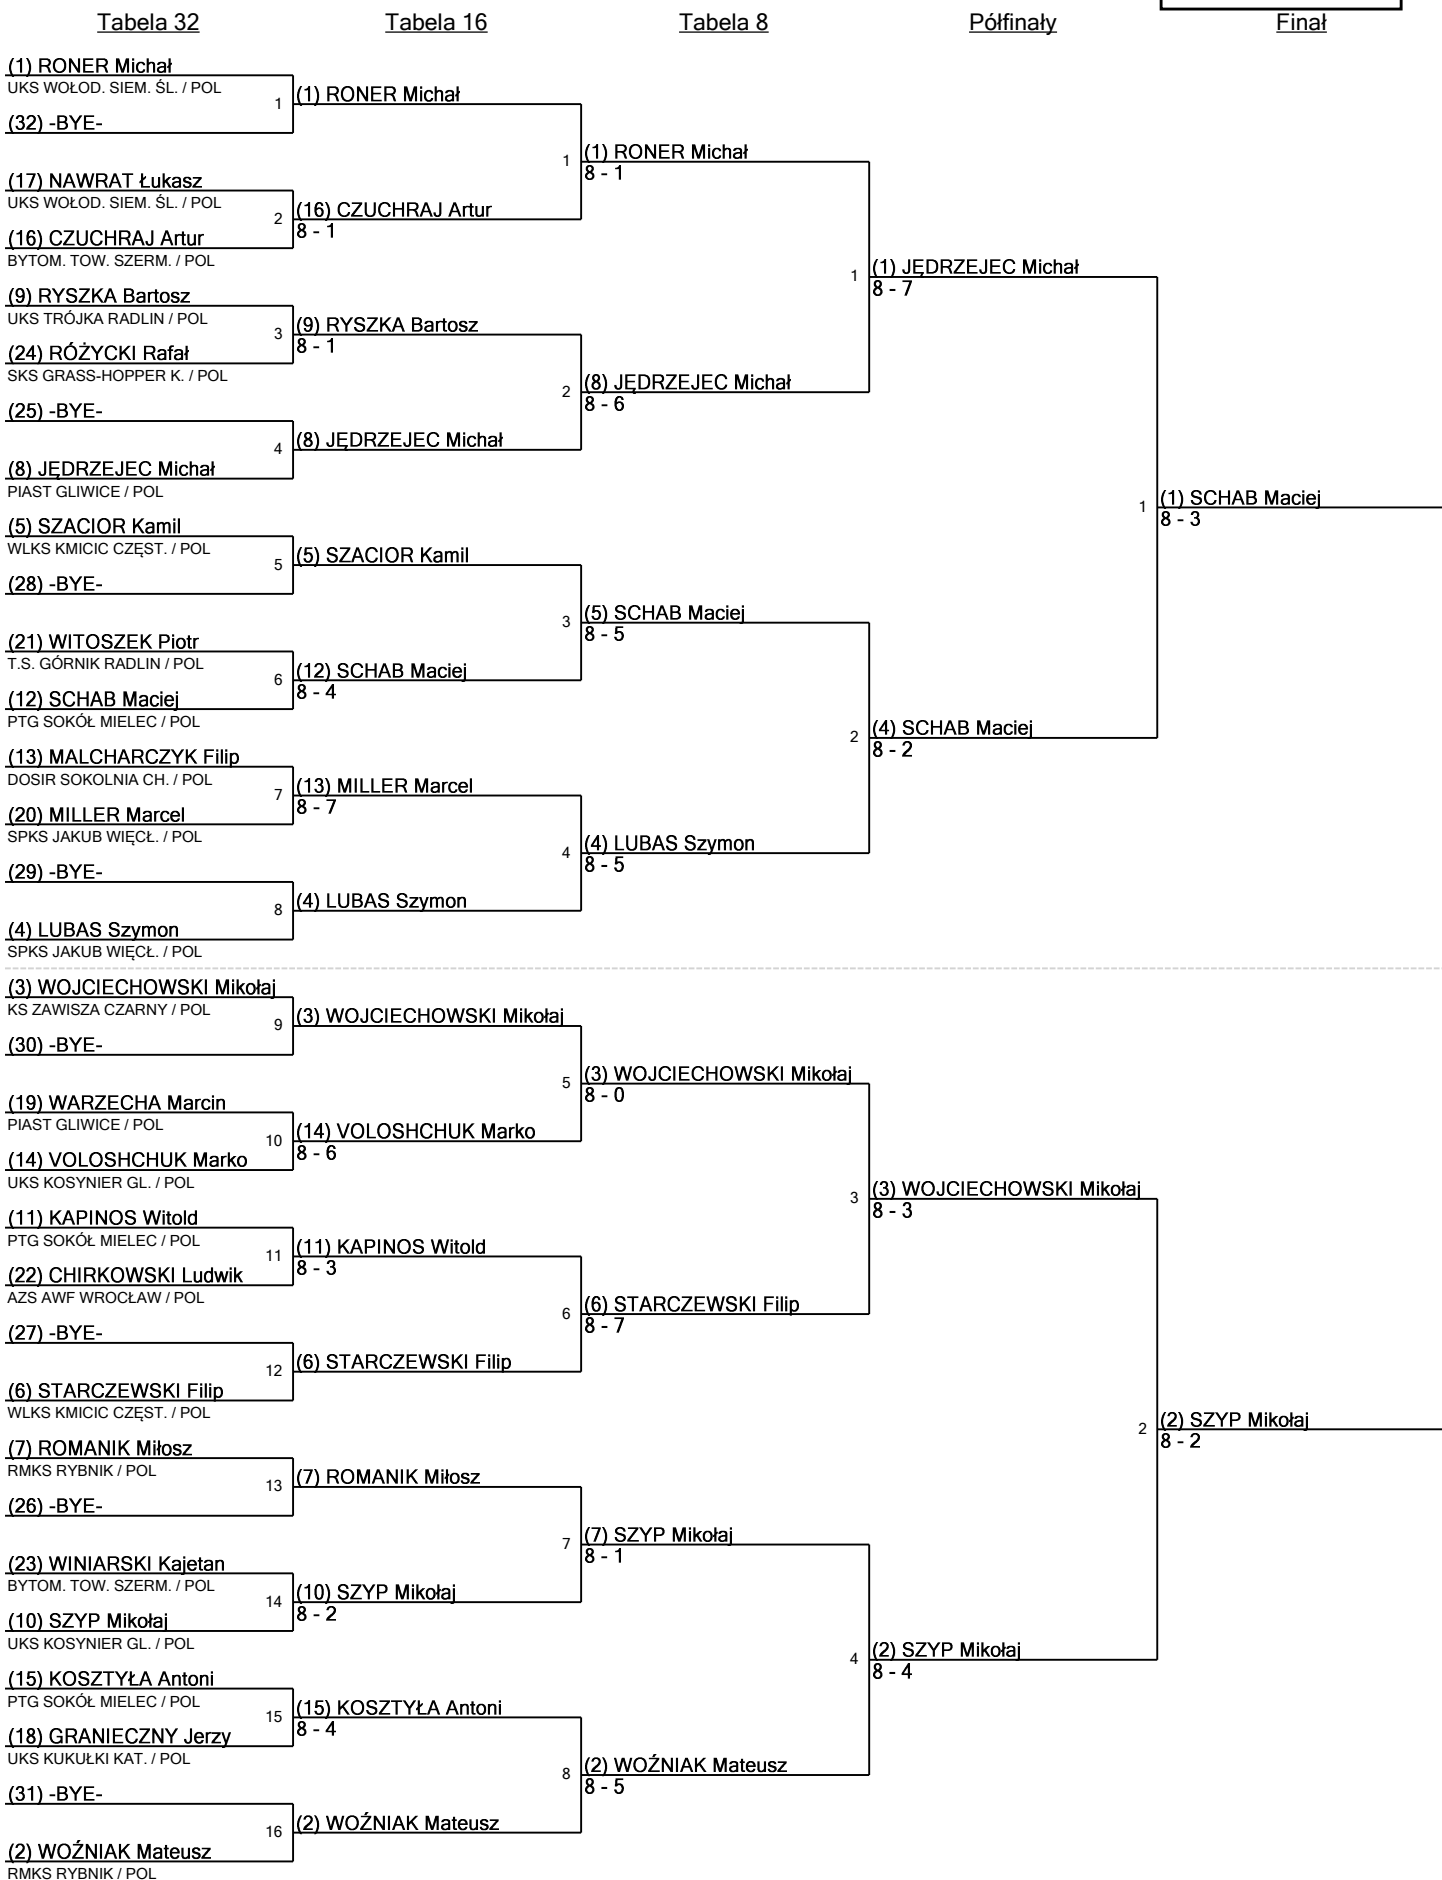 Tabela 32
Tabela 16
Tabela 8
Półfinały
Finał
(1) RONER Michał
UKS WOŁOD. SIEM. ŚL. / POL
1
(32) -BYE-
(17) NAWRAT Łukasz
UKS WOŁOD. SIEM. ŚL. / POL
2
(16) CZUCHRAJ Artur
BYTOM. TOW. SZERM. / POL
(9) RYSZKA Bartosz
UKS TRÓJKA RADLIN / POL
3
(24) RÓŻYCKI Rafał
SKS GRASS-HOPPER K. / POL
(25) -BYE-
4
(8) JĘDRZEJEC Michał
PIAST GLIWICE / POL
(5) SZACIOR Kamil
WLKS KMICIC CZĘST. / POL
5
(28) -BYE-
(21) WITOSZEK Piotr
T.S. GÓRNIK RADLIN / POL
6
(12) SCHAB Maciej
PTG SOKÓŁ MIELEC / POL
(13) MALCHARCZYK Filip
DOSIR SOKOLNIA CH. / POL
7
(20) MILLER Marcel
SPKS JAKUB WIĘCŁ. / POL
(29) -BYE-
8
(4) LUBAS Szymon
SPKS JAKUB WIĘCŁ. / POL
(3) WOJCIECHOWSKI Mikołaj
KS ZAWISZA CZARNY / POL
9
(30) -BYE-
(19) WARZECHA Marcin
PIAST GLIWICE / POL
10
(14) VOLOSHCHUK Marko
UKS KOSYNIER GL. / POL
(11) KAPINOS Witold
PTG SOKÓŁ MIELEC / POL
11
(22) CHIRKOWSKI Ludwik
AZS AWF WROCŁAW / POL
(27) -BYE-
12
(6) STARCZEWSKI Filip
WLKS KMICIC CZĘST. / POL
(7) ROMANIK Miłosz
RMKS RYBNIK / POL
13
(26) -BYE-
(23) WINIARSKI Kajetan
BYTOM. TOW. SZERM. / POL
14
(10) SZYP Mikołaj
UKS KOSYNIER GL. / POL
(15) KOSZTYŁA Antoni
PTG SOKÓŁ MIELEC / POL
15
(18) GRANIECZNY Jerzy
UKS KUKUŁKI KAT. / POL
(31) -BYE-
16
(2) WOŹNIAK Mateusz
RMKS RYBNIK / POL
(1) RONER Michał
1
(16) CZUCHRAJ Artur
8 - 1
(9) RYSZKA Bartosz
8 - 1
2
(8) JĘDRZEJEC Michał
(5) SZACIOR Kamil
3
(12) SCHAB Maciej
8 - 4
(13) MILLER Marcel
8 - 7
4
(4) LUBAS Szymon
(3) WOJCIECHOWSKI Mikołaj
5
(14) VOLOSHCHUK Marko
8 - 6
(11) KAPINOS Witold
8 - 3
6
(6) STARCZEWSKI Filip
(7) ROMANIK Miłosz
7
(10) SZYP Mikołaj
8 - 2
(15) KOSZTYŁA Antoni
8 - 4
8
(2) WOŹNIAK Mateusz
(1) RONER Michał
8 - 1
1
(8) JĘDRZEJEC Michał
8 - 6
(5) SCHAB Maciej
8 - 5
2
(4) LUBAS Szymon
8 - 5
(3) WOJCIECHOWSKI Mikołaj
8 - 0
3
(6) STARCZEWSKI Filip
8 - 7
(7) SZYP Mikołaj
8 - 1
4
(2) WOŹNIAK Mateusz
8 - 5
(1) JĘDRZEJEC Michał
8 - 7
1
(4) SCHAB Maciej
8 - 2
(3) WOJCIECHOWSKI Mikołaj
8 - 3
2
(2) SZYP Mikołaj
8 - 4
(1) SCHAB Maciej
8 - 3
(2) SZYP Mikołaj
8 - 2